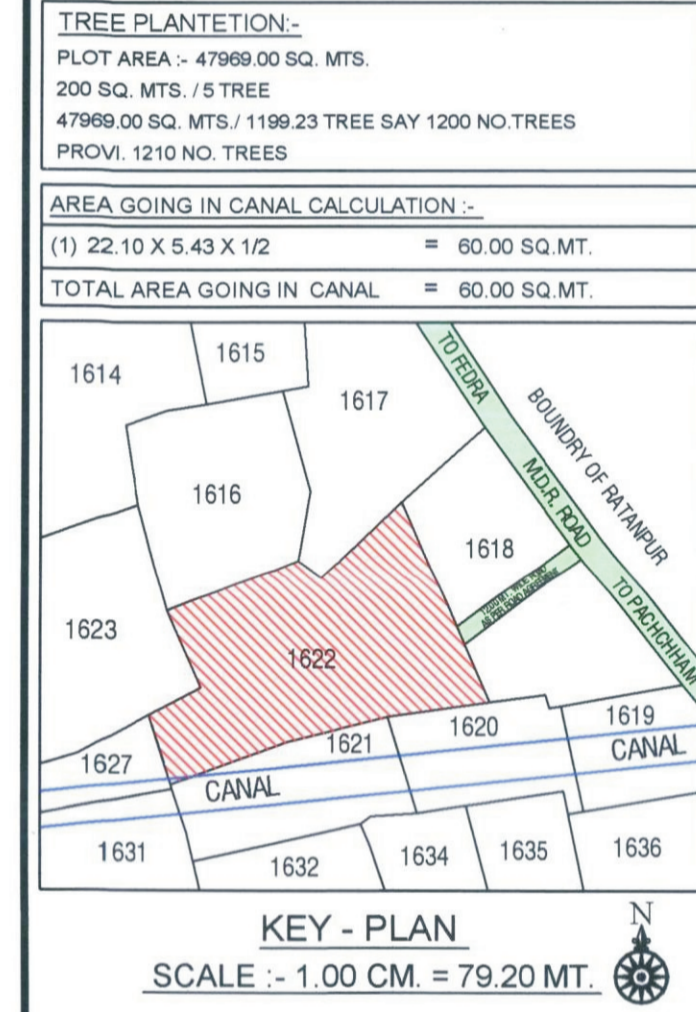 TREE PLANTETION:-
PLOT AREA :- 47969.00 SQ. MTS.
200 SQ. MTS. / 5 TREE
47969.00 SQ. MTS./ 1199.23 TREE SAY 1200 NO.TREES
PROVI. 1210 NO. TREES
AREA GOING IN CANAL CALCULATION :-
(1) 22.10 X 5.43 X 1/2 = 60.00 SQ.MT.
TOTAL AREA GOING IN CANAL = 60.00 SQ.MT.
1614
1615
1617
TO FEDRA
BOUNDRY OF RATANPUR
1616
M.D.R. ROAD
1618
TO PACHCHHAM
1623
1622
1621
1620
1619
1627
CANAL
CANAL
1631
1632
1634
1635
1636
KEY - PLAN
N
SCALE :- 1.00 CM. = 79.20 MT.